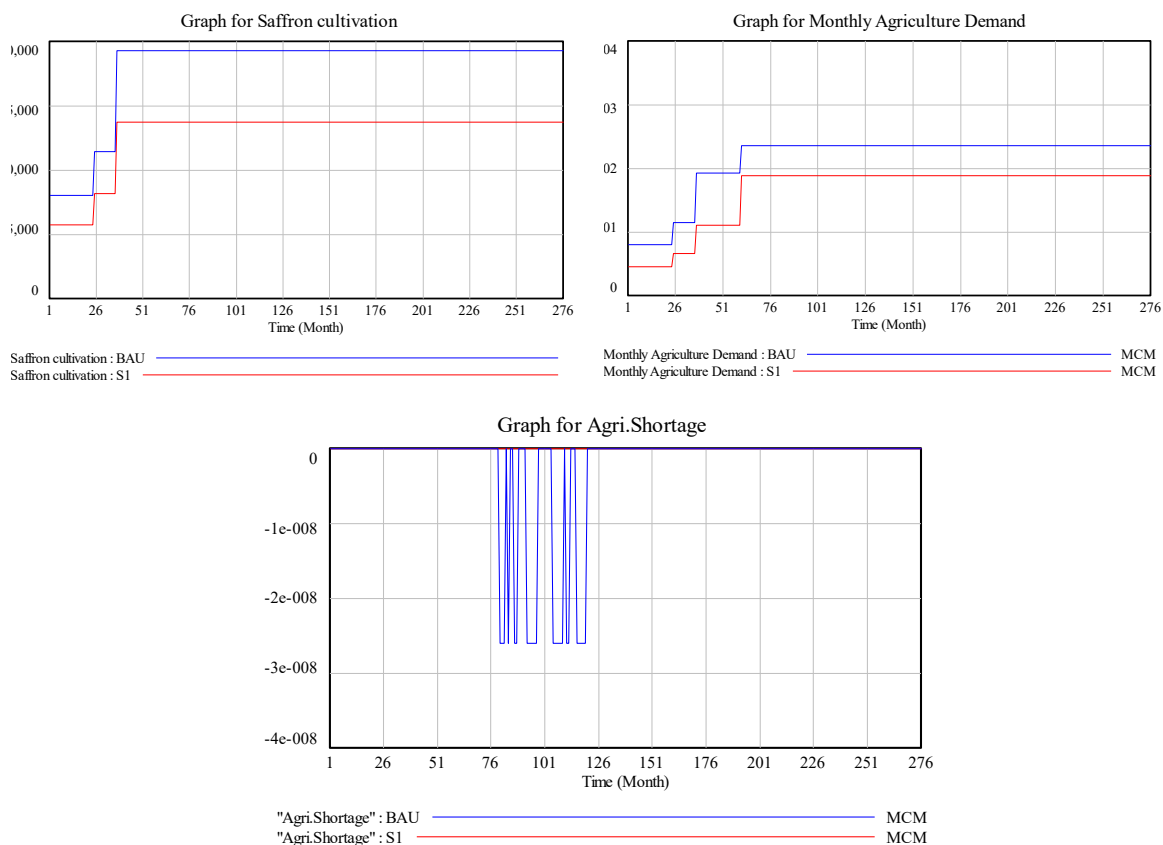 Graph for Saffron cultivation
0,000
5,000
0,000
5,000
0
1 26 51 76 101 126 151 176 201 226 251 276
Time (Month)
Saffron cultivation : BAU
Saffron cultivation : S1
Graph for Monthly Agriculture Demand
04
03
02
01
0
1 26 51 76 101 126 151 176 201 226 251 276
Time (Month)
Monthly Agriculture Demand : BAU MCM
Monthly Agriculture Demand : S1 MCM
Graph for Agri.Shortage
0
-1e-008
-2e-008
-3e-008
-4e-008
1 26 51 76 101 126 151 176 201 226 251 276
Time (Month)
"Agri.Shortage" : BAU MCM
"Agri.Shortage" : S1 MCM